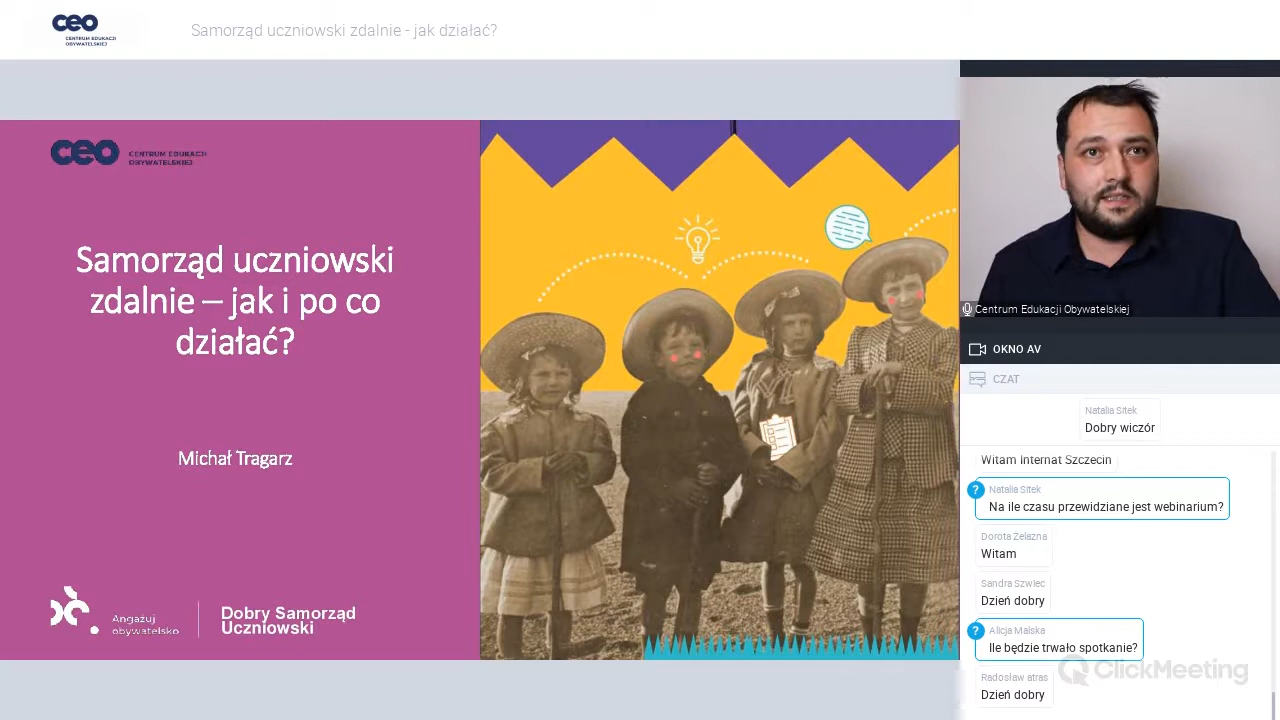 ceo
CENTRUM EDUKACJI
OBYWATELSKIEJ
Samorząd uczniowski zdalnie - jak działać?
ceo
CENTRUM EDUKACJI
OBYWATELSKIEJ
Samorząd uczniowski
zdalnie – jak i po co
działać?
Michał Tragarz
Angażuj
obywatelsko
Dobry Samorząd
Uczniowski
Centrum Edukacji Obywatelskiej
OKNO AV
CZAT
Natalia Sitek
Dobry wiczór
Witam Internat Szczecin
?
Natalia Sitek
Na ile czasu przewidziane jest webinarium?
Dorota Żelazna
Witam
Sandra Szwiec
Dzień dobry
?
Alicja Malska
Ile będzie trwało spotkanie?
Radosław atras
Dzień dobry
ClickMeeting